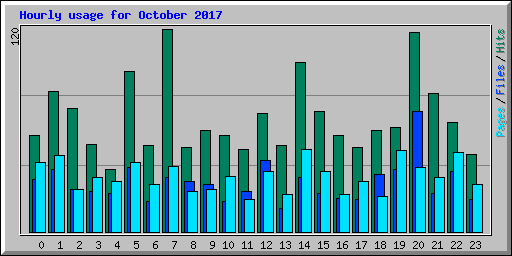 Hourly usage for October 2017
120
Pages/Files/Hits
0 1 2 3 4 5 6 7 8 9 10 11 12 13 14 15 16 17 18 19 20 21 22 23